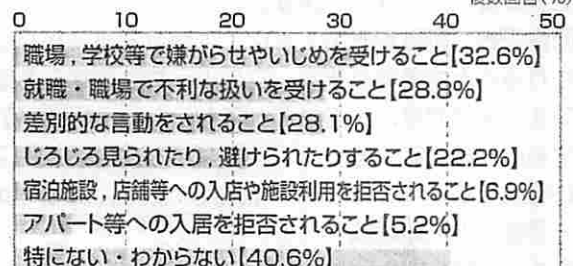 複数回答(%)
0 10 20 30 40 50
職場，学校等で嫌がらせやいじめを受けること【32.6%】
就職・職場で不利な扱いを受けること【28.8%】
差別的な言動をされること【28.1%】
じろじろ見られたり，避けられたりすること【22.2%】
宿泊施設，店舗等への入店や施設利用を拒否されること【6.9%】
アパート等への入居を拒否されること【5.2%】
特にない・わからない【40.6%】